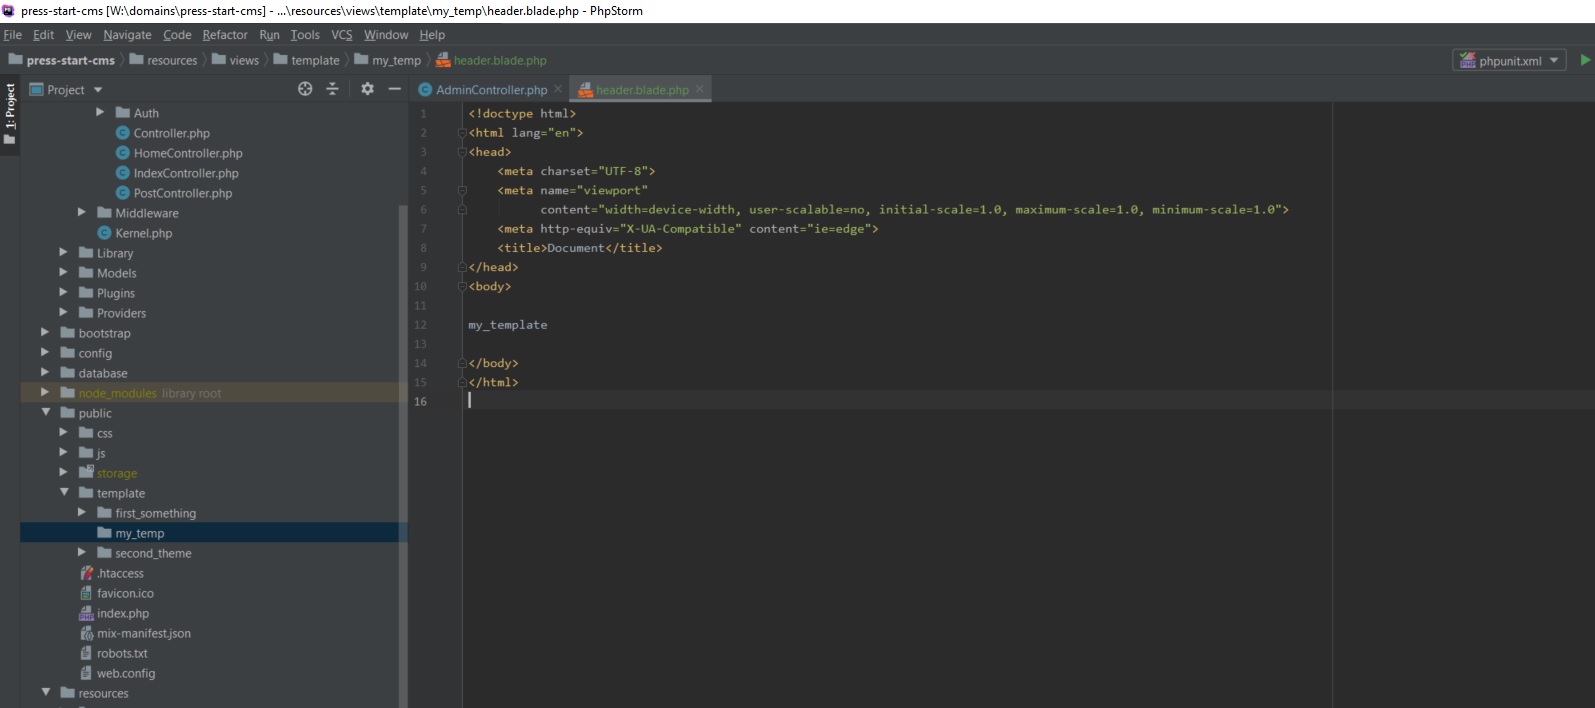 press-start-cms [W:\domains\press-start-cms] - ...\resources\views\template\my_temp\header.blade.php - PhpStorm
File Edit View Navigate Code Refactor Run Tools VCS Window Help
press-start-cms resources views template my_temp header.blade.php phpunit.xml
1: Project
Project
Auth
Controller.php
HomeController.php
IndexController.php
PostController.php
Middleware
Kernel.php
Library
Models
Plugins
Providers
bootstrap
config
database
node_modules library root
public
css
js
storage
template
first_something
my_temp
second_theme
.htaccess
favicon.ico
index.php
mix-manifest.json
robots.txt
web.config
resources
AdminController.php header.blade.php
1 <!doctype html>
2 <html lang="en">
3 <head>
4 <meta charset="UTF-8">
5 <meta name="viewport"
6 content="width=device-width, user-scalable=no, initial-scale=1.0, maximum-scale=1.0, minimum-scale=1.0">
7 <meta http-equiv="X-UA-Compatible" content="ie=edge">
8 <title>Document</title>
9 </head>
10 <body>
11
12 my_template
13
14 </body>
15 </html>
16